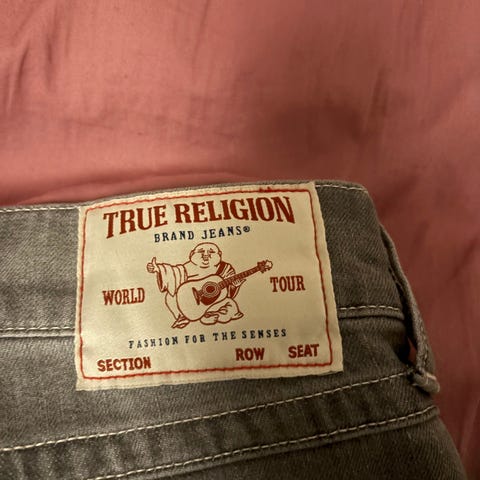 TRUE RELIGION
BRAND JEANS®
WORLD TOUR
FASHION FOR THE SENSES
SECTION ROW SEAT